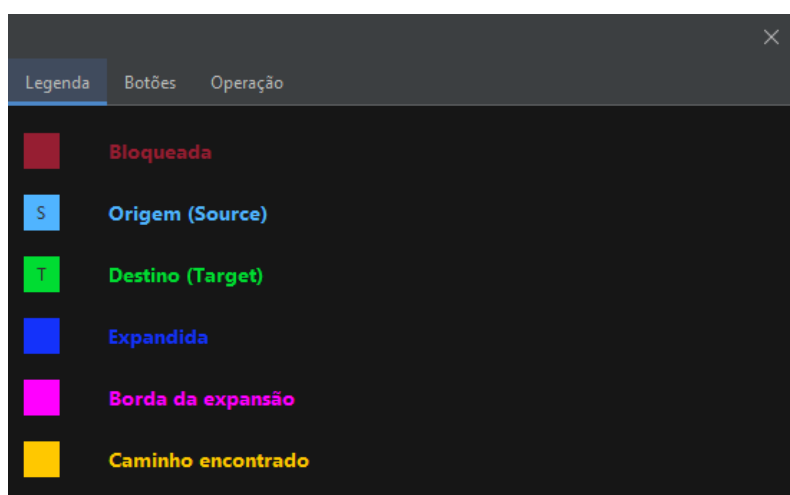 Legenda Botões Operação
Bloqueada
S Origem (Source)
T Destino (Target)
Expandida
Borda da expansão
Caminho encontrado